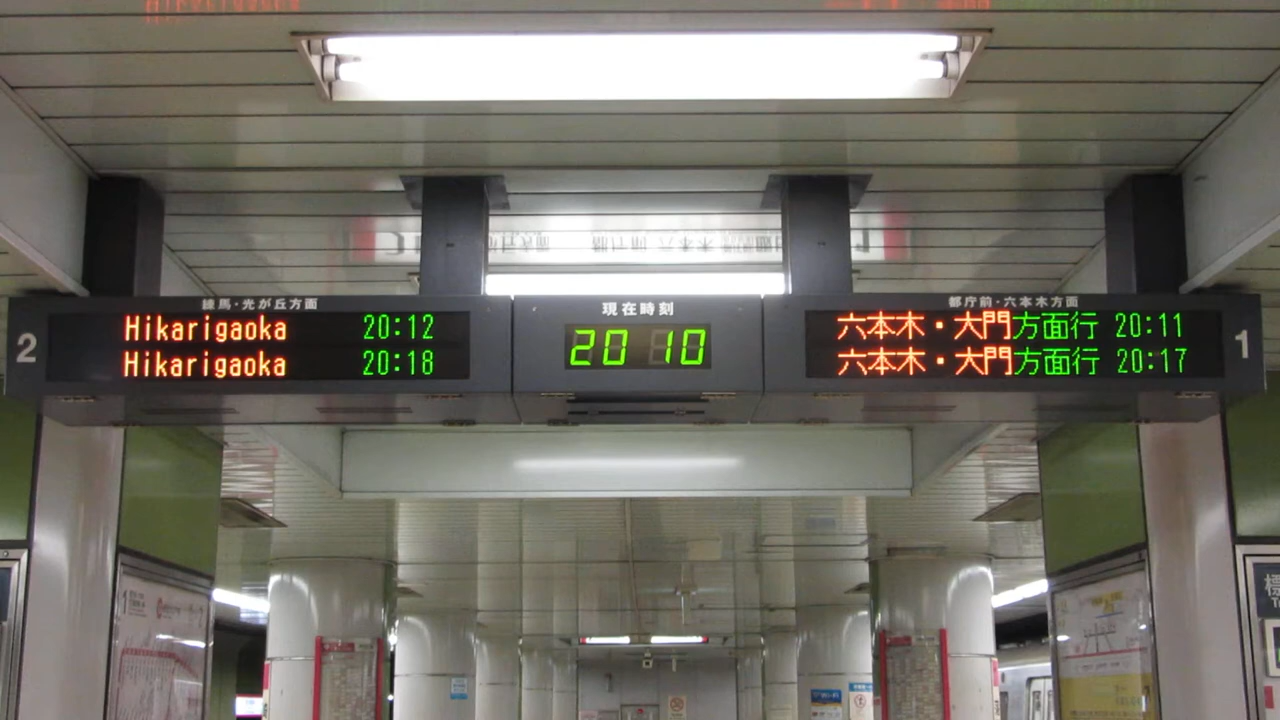 練馬・光が丘方面
2
Hikarigaoka 20:12
Hikarigaoka 20:18
現在時刻
20 10
都庁前・六本木方面
六本木・大門方面行 20:11
六本木・大門方面行 20:17
1